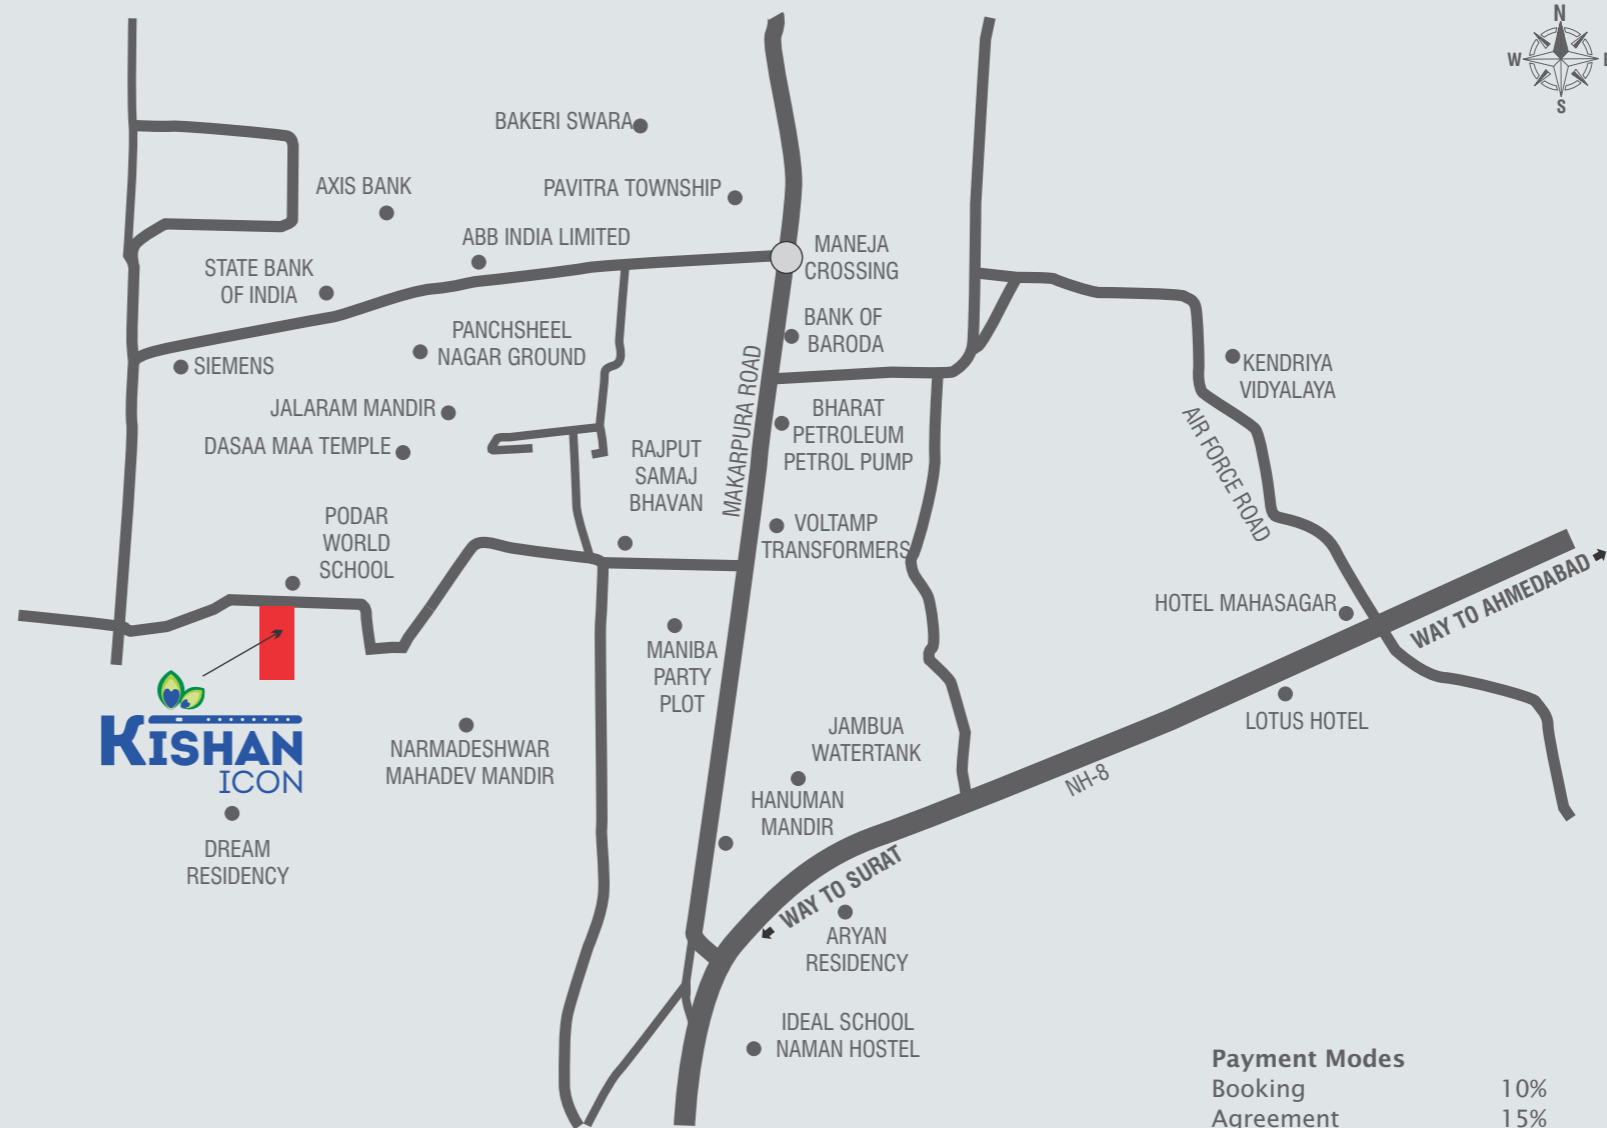 N
W
E
S
BAKERI SWARA
AXIS BANK
PAVITRA TOWNSHIP
ABB INDIA LIMITED
MANEJA
CROSSING
STATE BANK
OF INDIA
BANK OF
BARODA
PANCHSHEEL
NAGAR GROUND
SIEMENS
KENDRIYA
VIDYALAYA
JALARAM MANDIR
BHARAT
PETROLEUM
PETROL PUMP
DASAA MAA TEMPLE
RAJPUT
SAMAJ
BHAVAN
MAKARPURA ROAD
AIR FORCE ROAD
PODAR
WORLD
SCHOOL
VOLTAMP
TRANSFORMERS
HOTEL MAHASAGAR
WAY TO AHMEDABAD
MANIBA
PARTY
PLOT
KISHAN
ICON
LOTUS HOTEL
NARMADESHWAR
MAHADEV MANDIR
JAMBUA
WATERTANK
NH-8
HANUMAN
MANDIR
DREAM
RESIDENCY
WAY TO SURAT
ARYAN
RESIDENCY
IDEAL SCHOOL
NAMAN HOSTEL
Payment Modes
Booking 10%
Agreement 15%